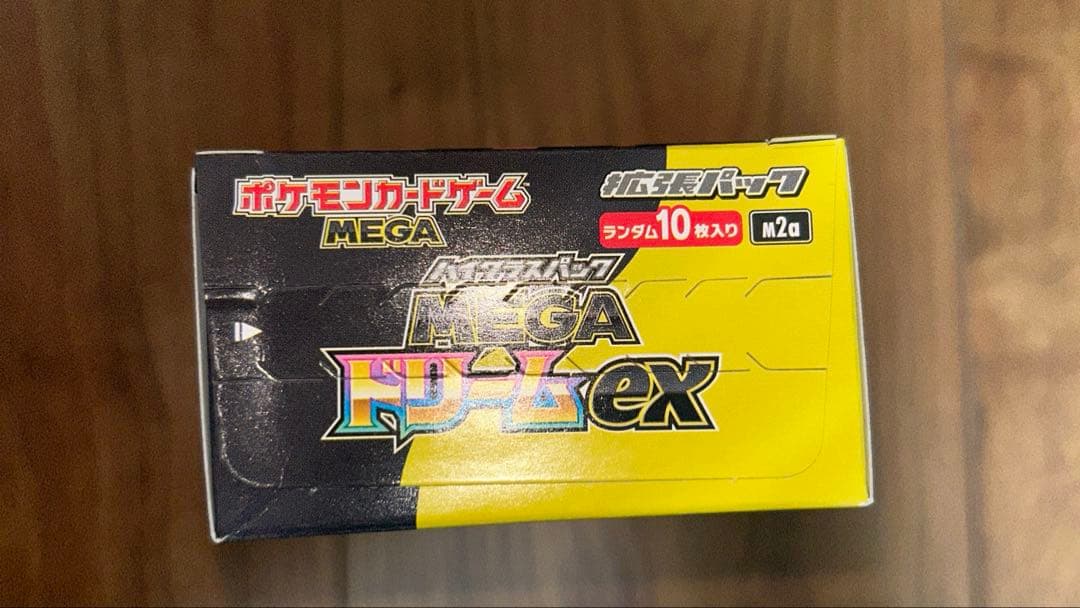 ポケモンカードゲーム™
MEGA
拡張パック
ランダム10枚入り
M2a
ハイクラスパック
MEGA
ドリームex